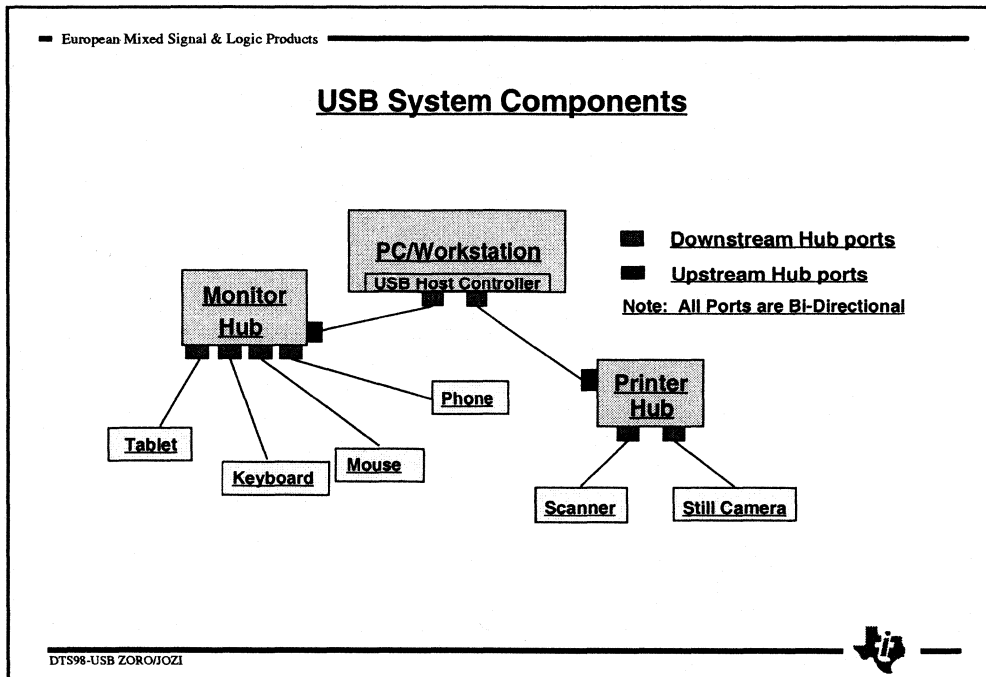 European Mixed Signal & Logic Products
USB System Components
PC/Workstation
USB Host Controller
Monitor
Hub
Downstream Hub ports
Upstream Hub ports
Note: All Ports are Bi-Directional
Printer
Hub
Phone
Tablet
Keyboard
Mouse
Scanner
Still Camera
DTS98-USB ZORO/JOZI